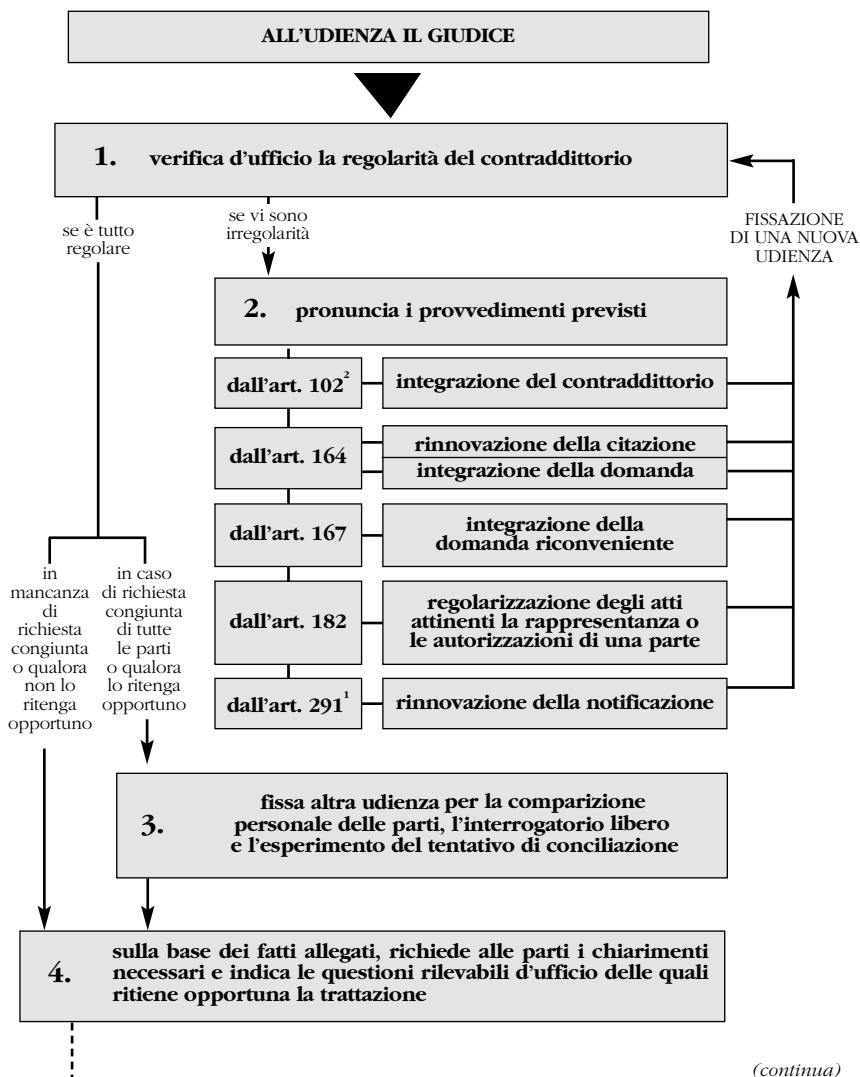 ALL'UDIENZA IL GIUDICE
1. verifica d'ufficio la regolarità del contraddittorio
se è tutto
regolare
se vi sono
irregolarità
FISSAZIONE
DI UNA NUOVA
UDIENZA
2. pronuncia i provvedimenti previsti
dall'art. 102²
integrazione del contraddittorio
dall'art. 164
rinnovazione della citazione
integrazione della domanda
dall'art. 167
integrazione della
domanda riconveniente
dall'art. 182
regolarizzazione degli atti
attinenti la rappresentanza o
le autorizzazioni di una parte
dall'art. 291¹
rinnovazione della notificazione
in
mancanza
di
richiesta
congiunta
o qualora
non lo
ritenga
opportuno
in caso
di richiesta
congiunta
di tutte
le parti
o qualora
lo ritenga
opportuno
3.
fissa altra udienza per la comparizione
personale delle parti, l'interrogatorio libero
e l'esperimento del tentativo di conciliazione
4.
sulla base dei fatti allegati, richiede alle parti i chiarimenti
necessari e indica le questioni rilevabili d'ufficio delle quali
ritiene opportuna la trattazione
(continua)